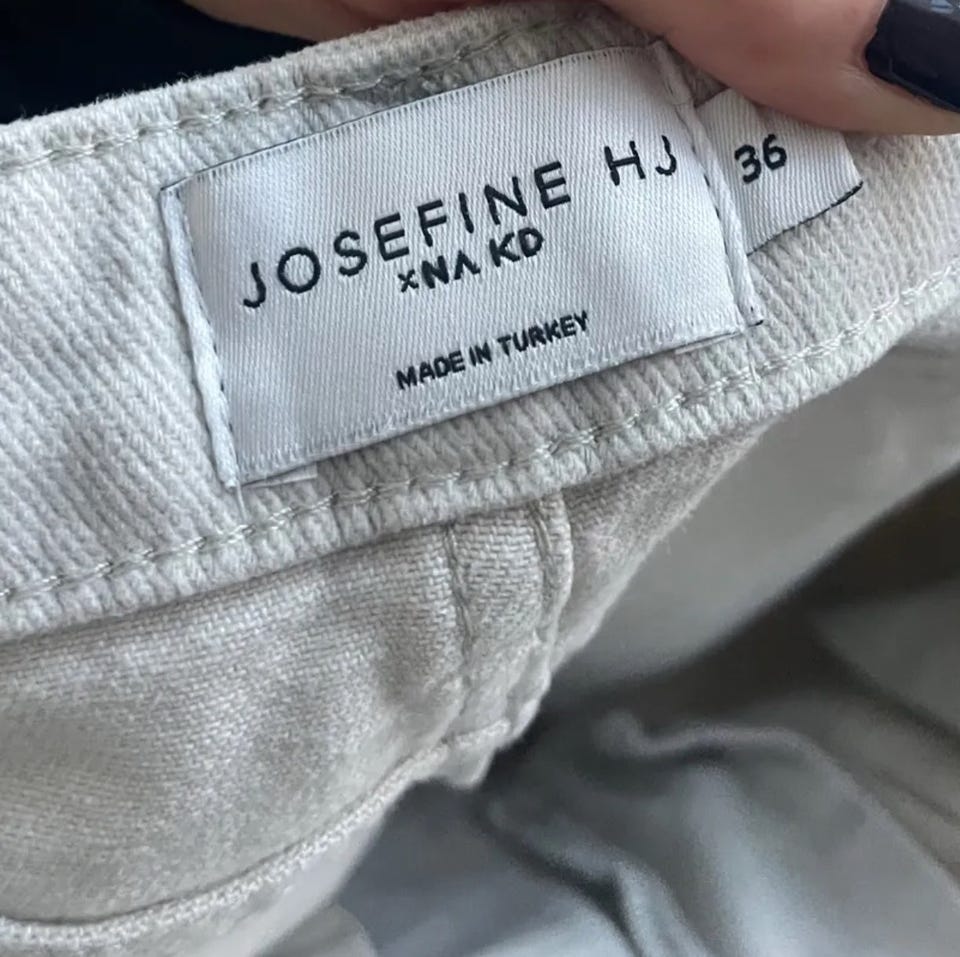 JOSEFINE HJ
×NA KD
MADE IN TURKEY
36